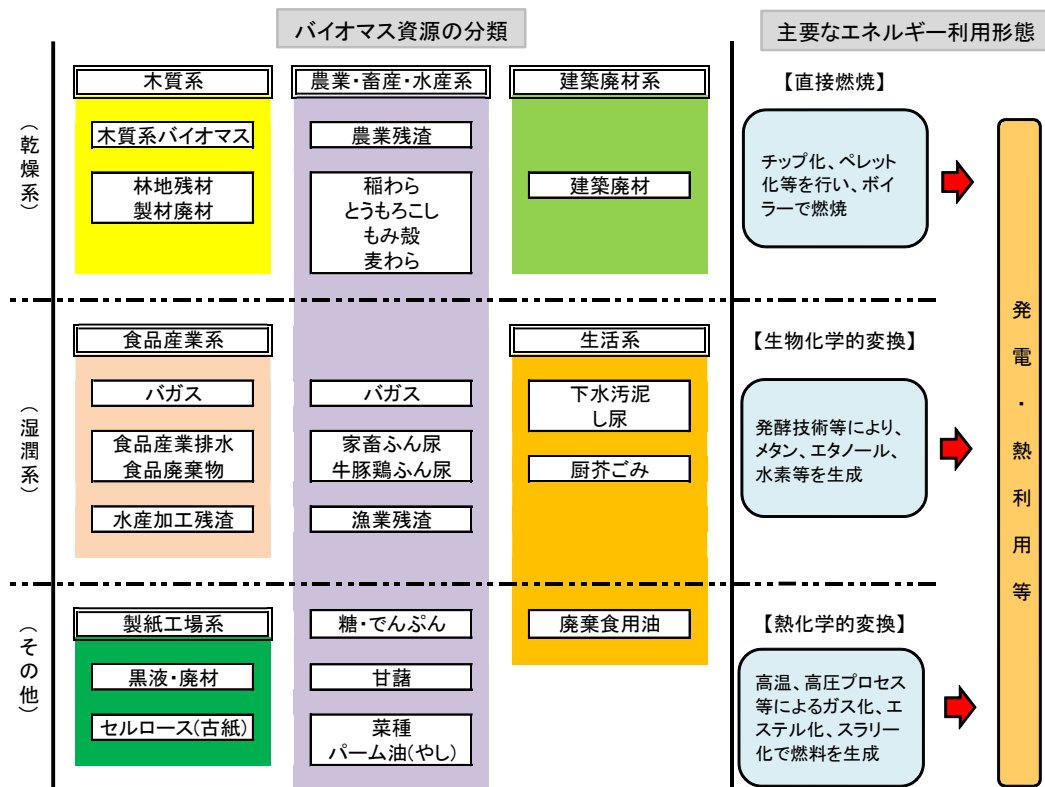 バイオマス資源の分類
主要なエネルギー利用形態
(乾燥系)
木質系
木質系バイオマス
林地残材
製材廃材
農業・畜産・水産系
農業残渣
稲わら
とうもろこし
もみ殻
麦わら
建築廃材系
建築廃材
【直接燃焼】
チップ化、ペレット
化等を行い、ボイ
ラーで燃焼
(湿潤系)
食品産業系
バガス
食品産業排水
食品廃棄物
水産加工残渣
バガス
家畜ふん尿
牛豚鶏ふん尿
漁業残渣
生活系
下水汚泥
し尿
厨芥ごみ
【生物化学的変換】
発酵技術等により、
メタン、エタノール、
水素等を生成
(その他)
製紙工場系
黒液・廃材
セルロース(古紙)
糖・でんぷん
甘藷
菜種
パーム油(やし)
廃棄食用油
【熱化学的変換】
高温、高圧プロセス
等によるガス化、エ
ステル化、スラリー
化で燃料を生成
発電・熱利用等